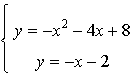 y = −x² − 4x + 8
y = −x − 2